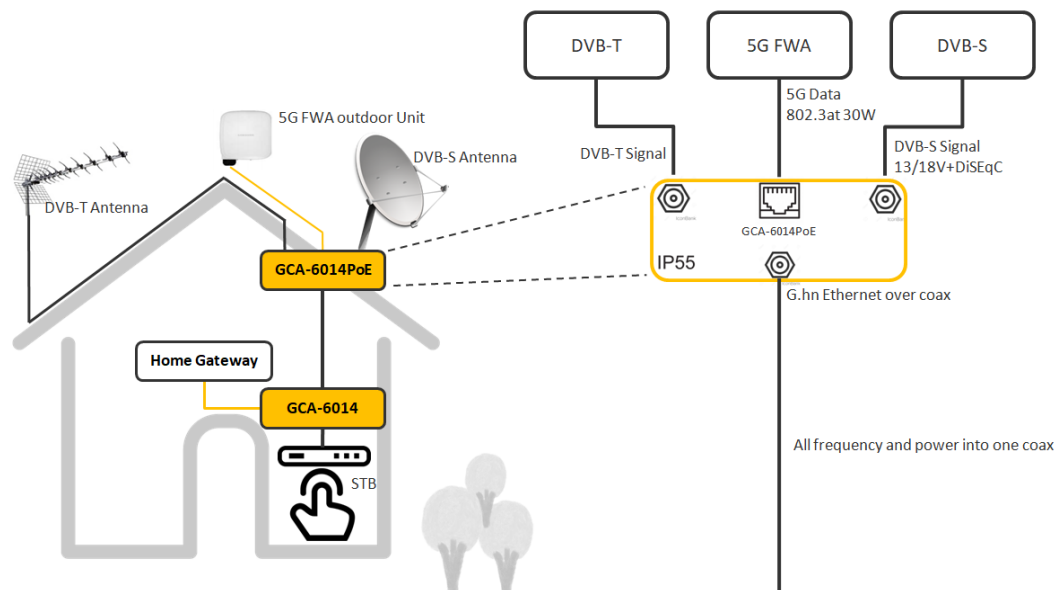 DVB-T
5G FWA
DVB-S
5G Data
802.3at 30W
5G FWA outdoor Unit
DVB-T Signal
DVB-S Signal
13/18V+DiSEqC
DVB-S Antenna
DVB-T Antenna
GCA-6014PoE
GCA-6014PoE
IP55
G.hn Ethernet over coax
Home Gateway
GCA-6014
All frequency and power into one coax
STB